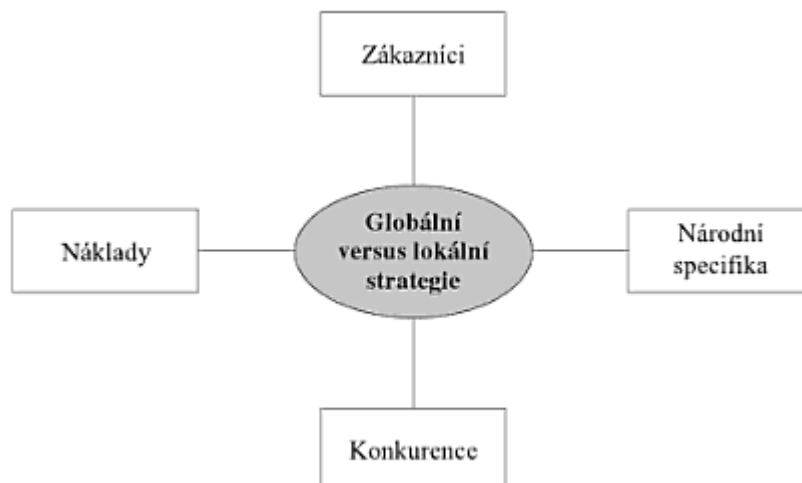 Zákazníci
Náklady
Globální
versus lokální
strategie
Národní
specifika
Konkurence